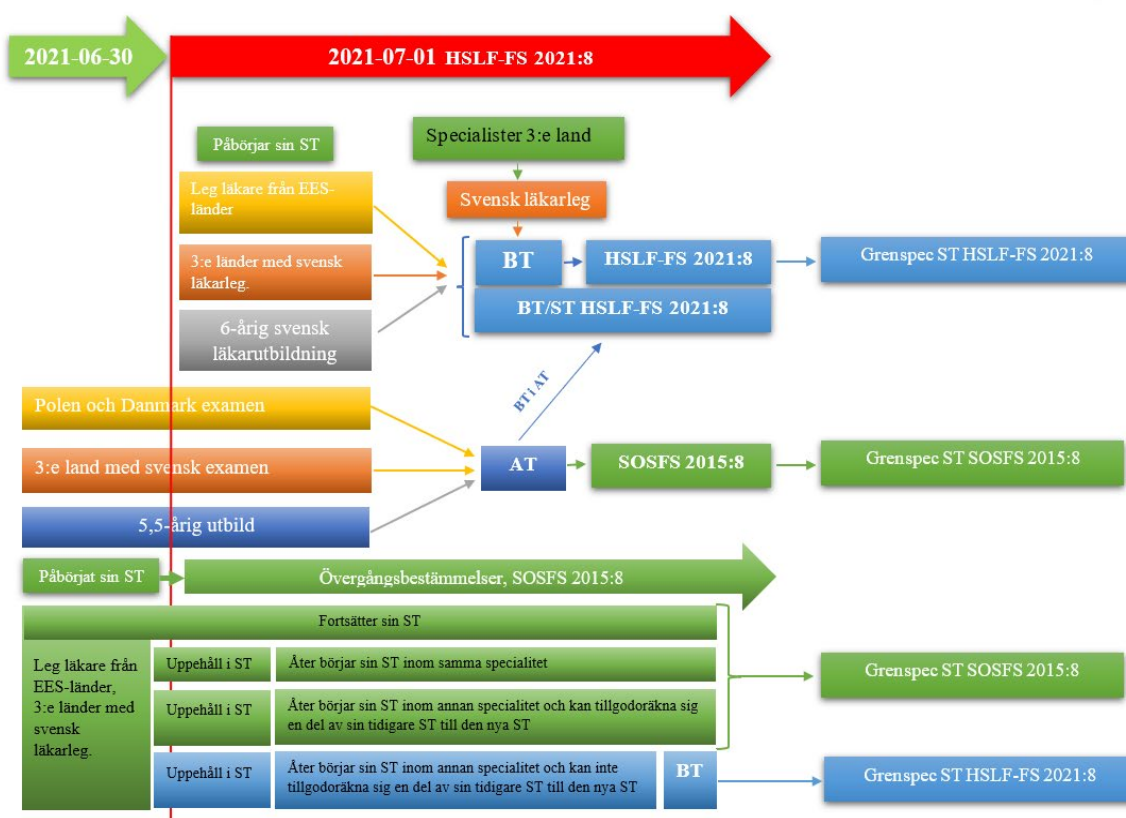 2021-06-30
2021-07-01 HSLF-FS 2021:8
Påbörjar sin ST
Specialister 3:e land
Leg läkare från EES-
länder
Svensk läkarleg
3:e länder med svensk
läkarleg.
BT
HSLF-FS 2021:8
Grenspec ST HSLF-FS 2021:8
BT/ST HSLF-FS 2021:8
6-årig svensk
läkarutbildning
BT i AT
Polen och Danmark examen
3:e land med svensk examen
AT
SOSFS 2015:8
Grenspec ST SOSFS 2015:8
5,5-årig utbild
Påbörjat sin ST
Övergångsbestämmelser, SOSFS 2015:8
Fortsätter sin ST
Leg läkare från
EES-länder,
3:e länder med
svensk
läkarleg.
Uppehåll i ST
Åter börjar sin ST inom samma specialitet
Grenspec ST SOSFS 2015:8
Uppehåll i ST
Åter börjar sin ST inom annan specialitet och kan tillgodoräkna sig
en del av sin tidigare ST till den nya ST
Uppehåll i ST
Åter börjar sin ST inom annan specialitet och kan inte
tillgodoräkna sig en del av sin tidigare ST till den nya ST
BT
Grenspec ST HSLF-FS 2021:8